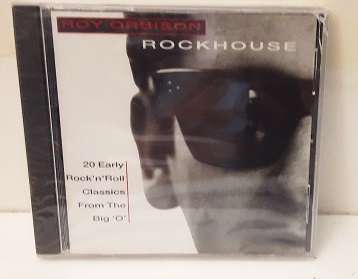 ROY ORBISON
ROCKHOUSE
20 Early
Rock'n'Roll
Classics
From The
Big 'O'